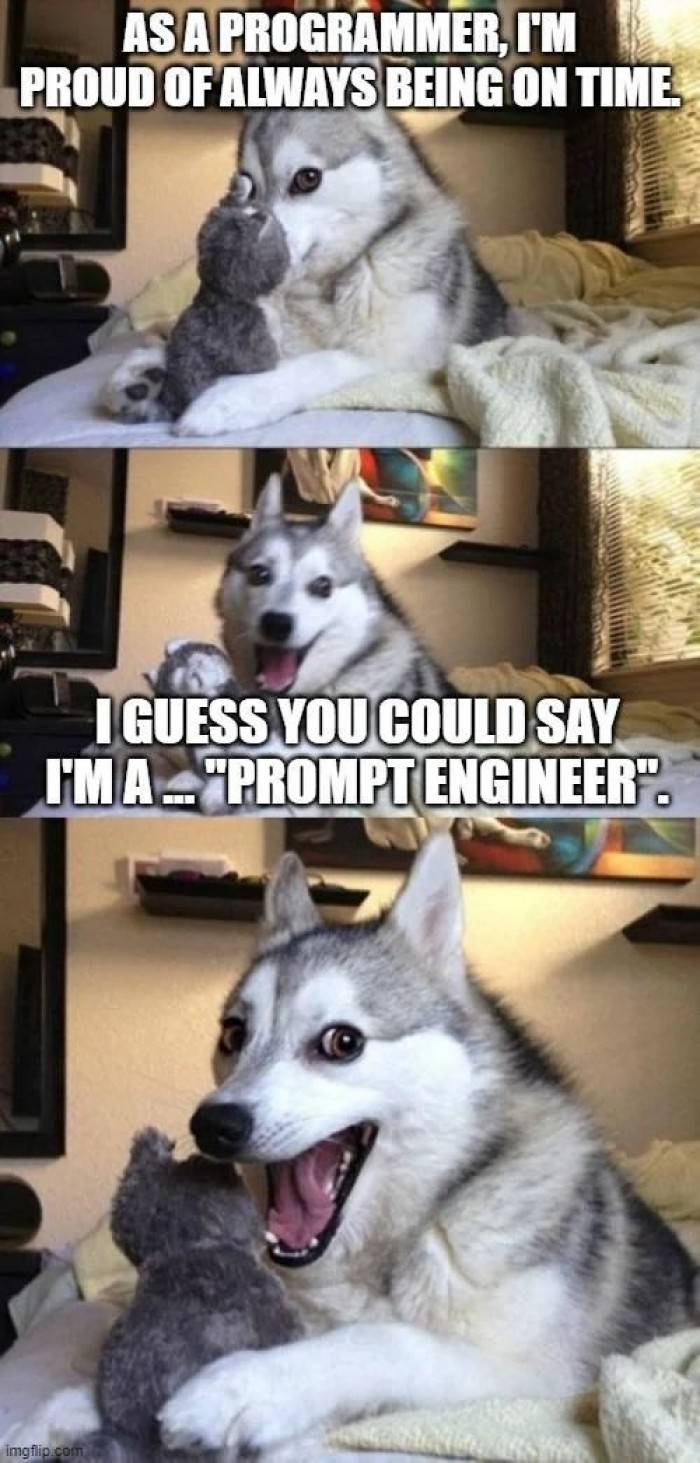 AS A PROGRAMMER, I'M
PROUD OF ALWAYS BEING ON TIME.
I GUESS YOU COULD SAY
I'M A ... "PROMPT ENGINEER".
imgflip.com